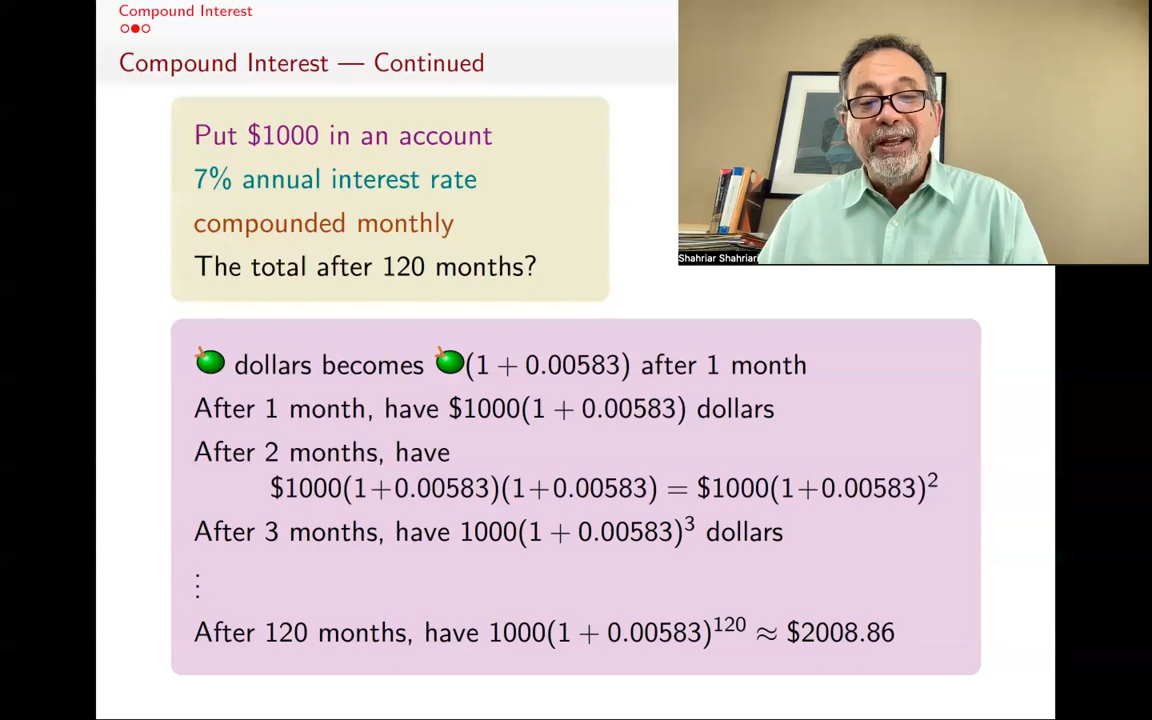 Compound Interest
Compound Interest — Continued
Put $1000 in an account
7% annual interest rate
compounded monthly
The total after 120 months?
Shahriar Shahriari
dollars becomes (1 + 0.00583) after 1 month
After 1 month, have $1000(1 + 0.00583) dollars
After 2 months, have
$1000(1+0.00583)(1+0.00583) = $1000(1+0.00583)²
After 3 months, have 1000(1 + 0.00583)³ dollars
⋮
After 120 months, have 1000(1 + 0.00583)¹²⁰ ≈ $2008.86